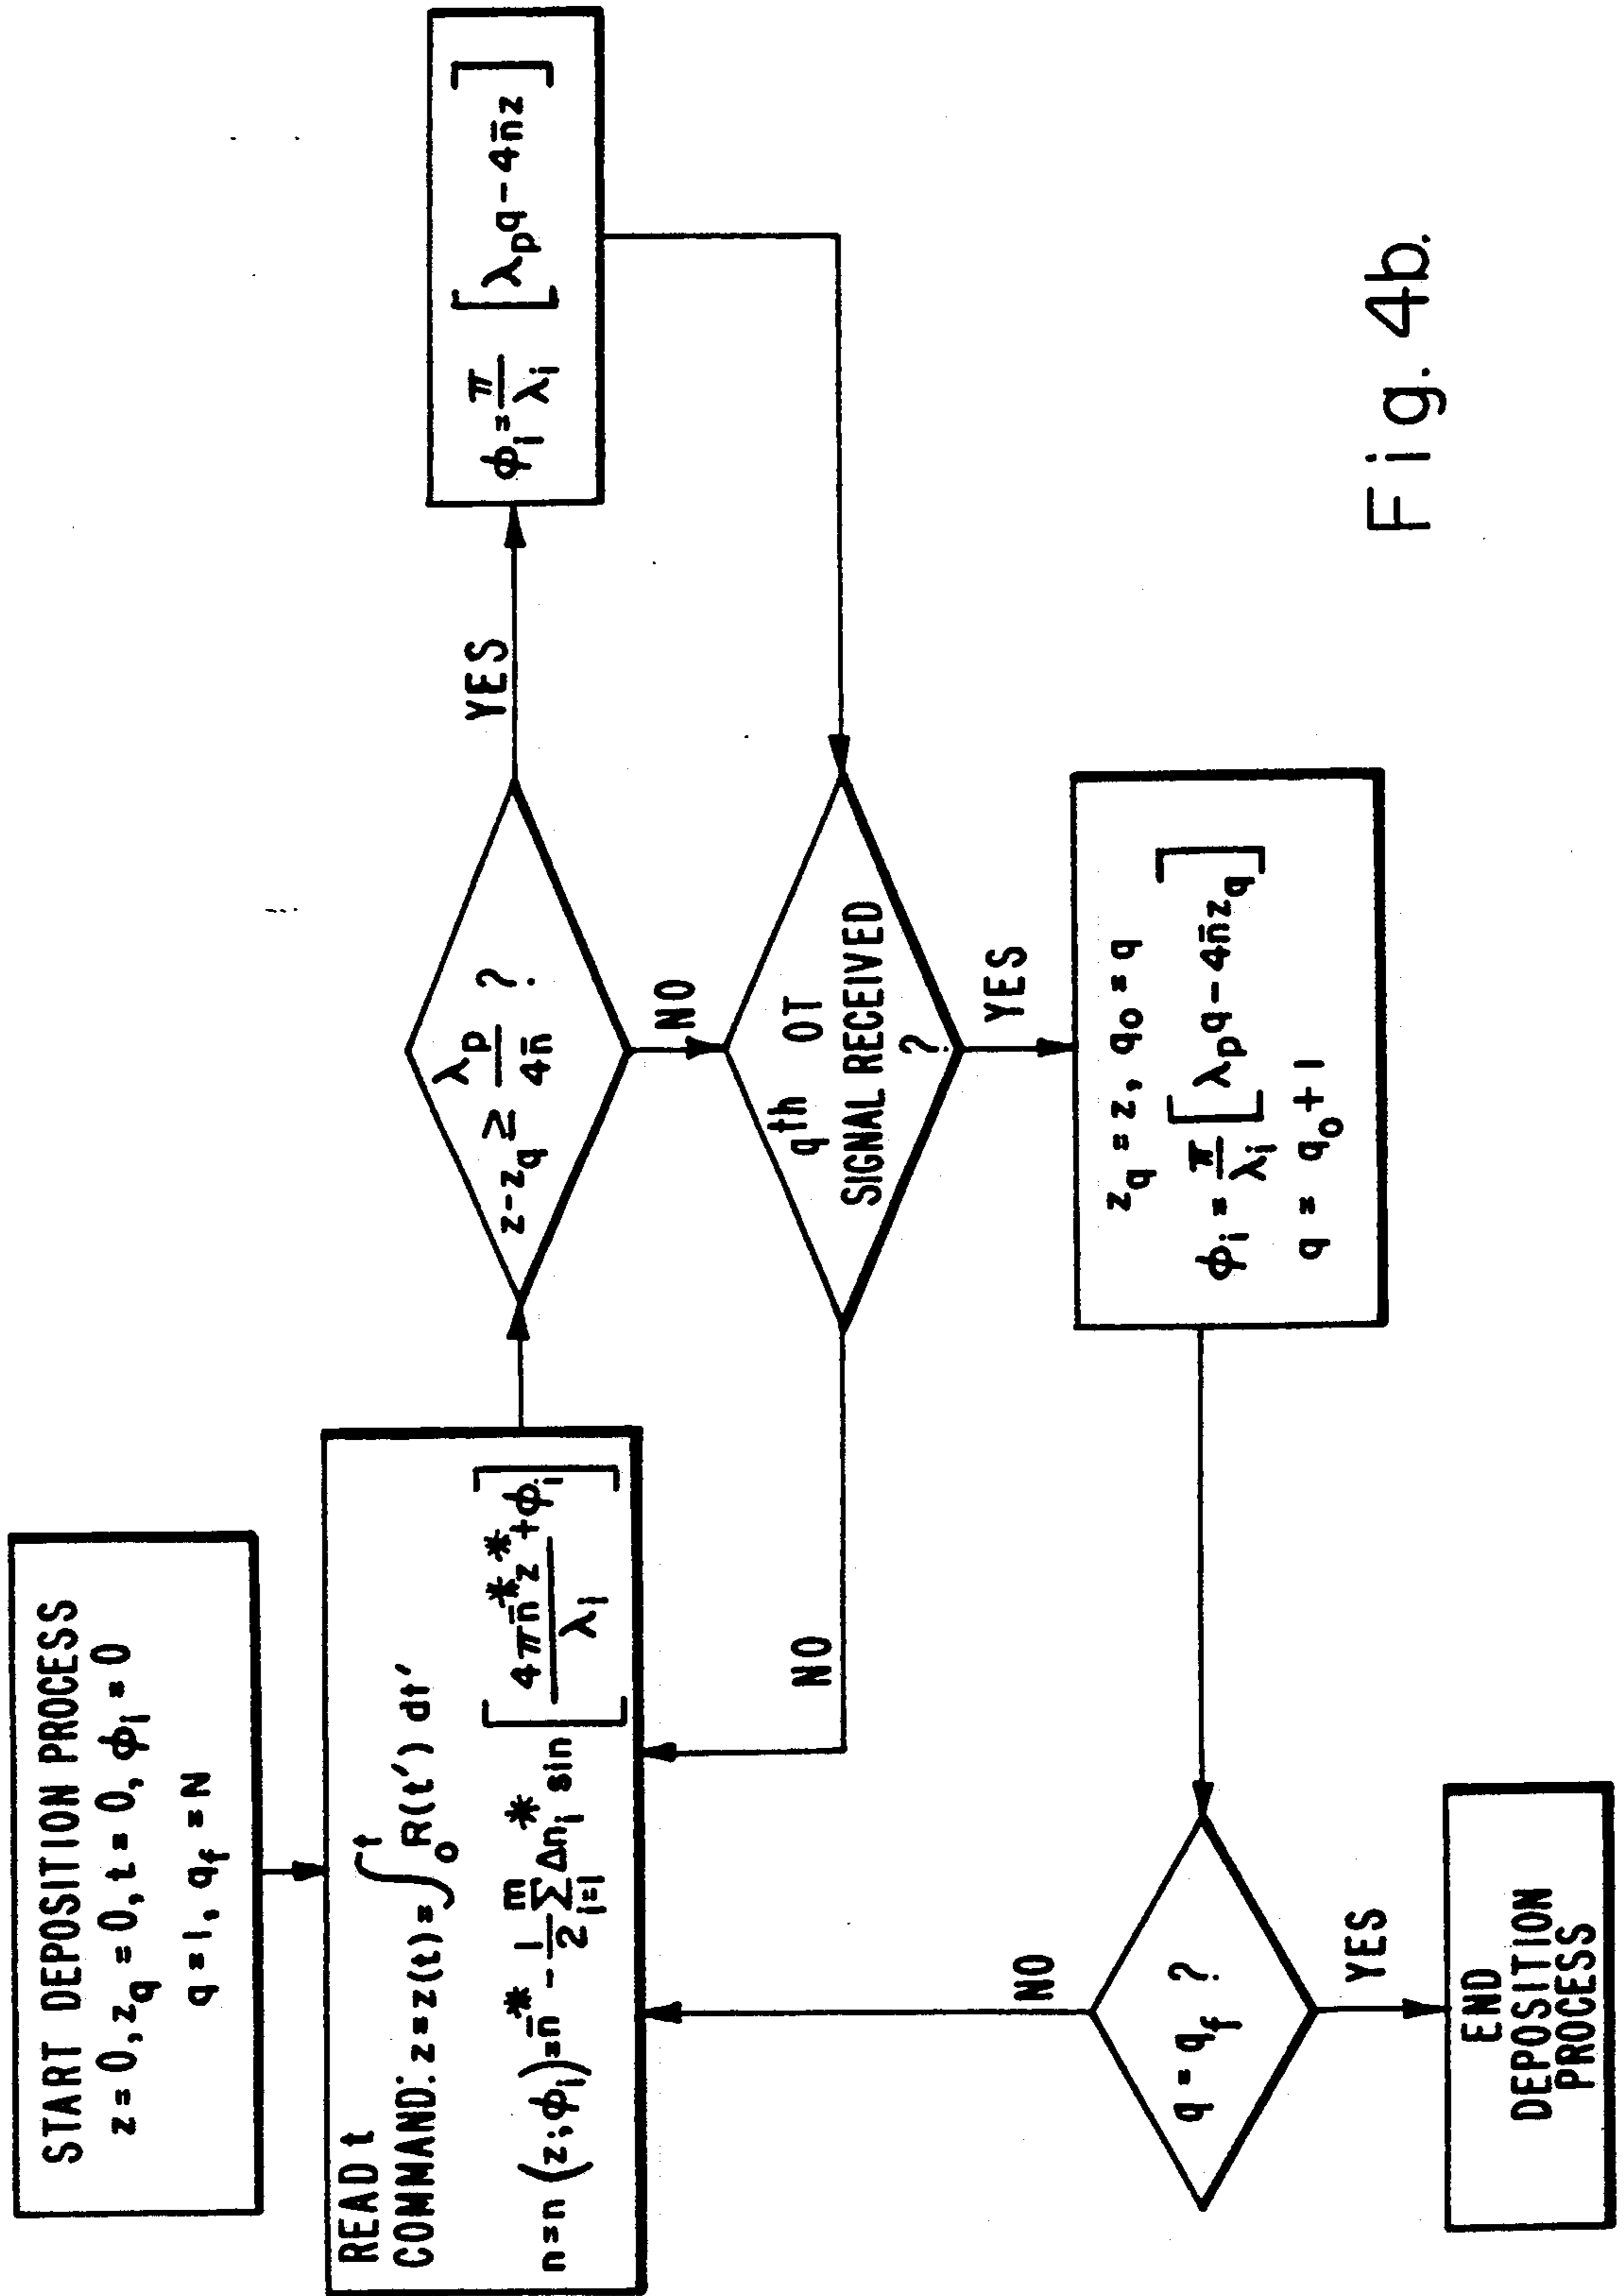 START DEPOSITION PROCESS
z = 0, z_q = 0, t = 0, ϕ_i = 0
q = 1, q_f = N
READ t
COMMAND: z = z(t) = ∫_0^t R(t′) dt′
n = n(z; ϕ_i) = n̄* − 1/2 Σ_{i=1}^{m} Δn_i* sin [4π n̄* z* / λ_i + ϕ_i]
z − z_q ≥ λ_p / 4n̄ ?
YES
ϕ_i = π/λ_i [λ_p q − 4n̄z]
NO
q^th OT
SIGNAL RECEIVED
?
NO
YES
z_q = z, q_o = q
ϕ_i = π/λ_i [λ_p q − 4n̄z_q]
q = q_o + 1
q = q_f ?
NO
YES
END
DEPOSITION
PROCESS
Fig. 4b.